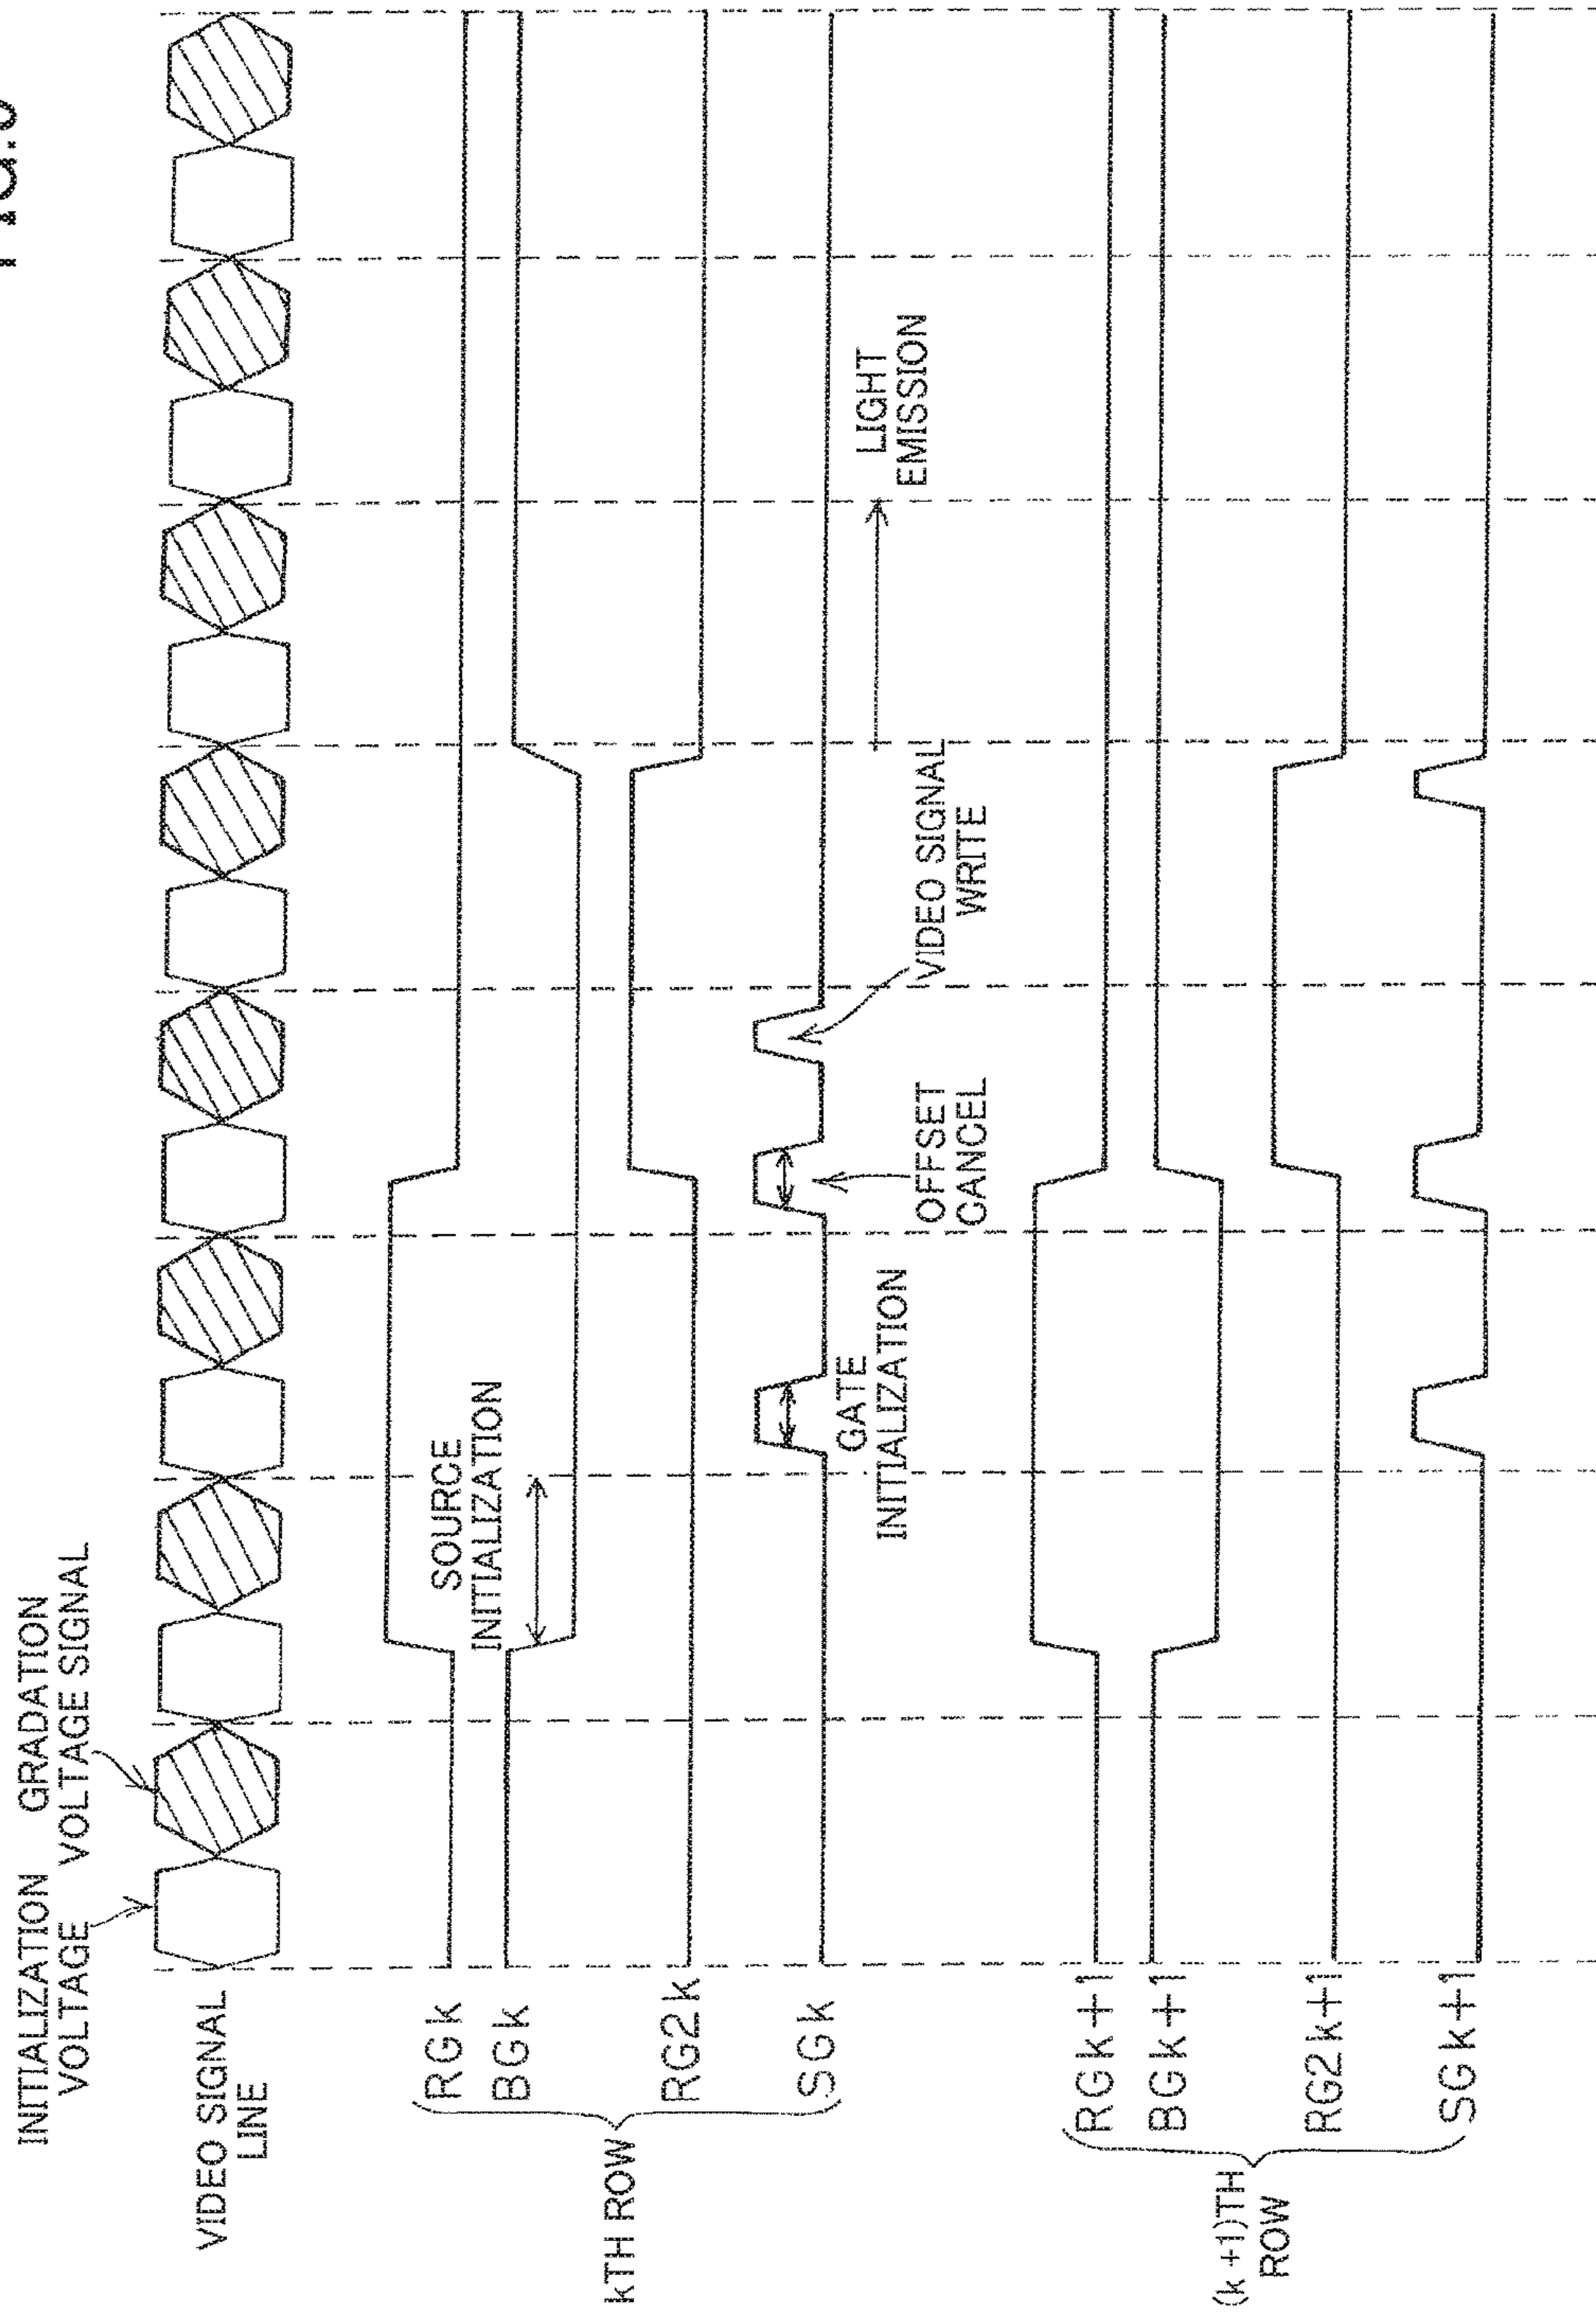 INITIALIZATION
VOLTAGE
GRADATION
VOLTAGE SIGNAL
VIDEO SIGNAL
LINE
kTH ROW
RGk
BGk
SOURCE
INITIALIZATION
RG2k
SGk
GATE
INITIALIZATION
OFFSET
CANCEL
VIDEO SIGNAL
WRITE
LIGHT
EMISSION
(k+1)TH
ROW
RGk+1
BGk+1
RG2k+1
SGk+1